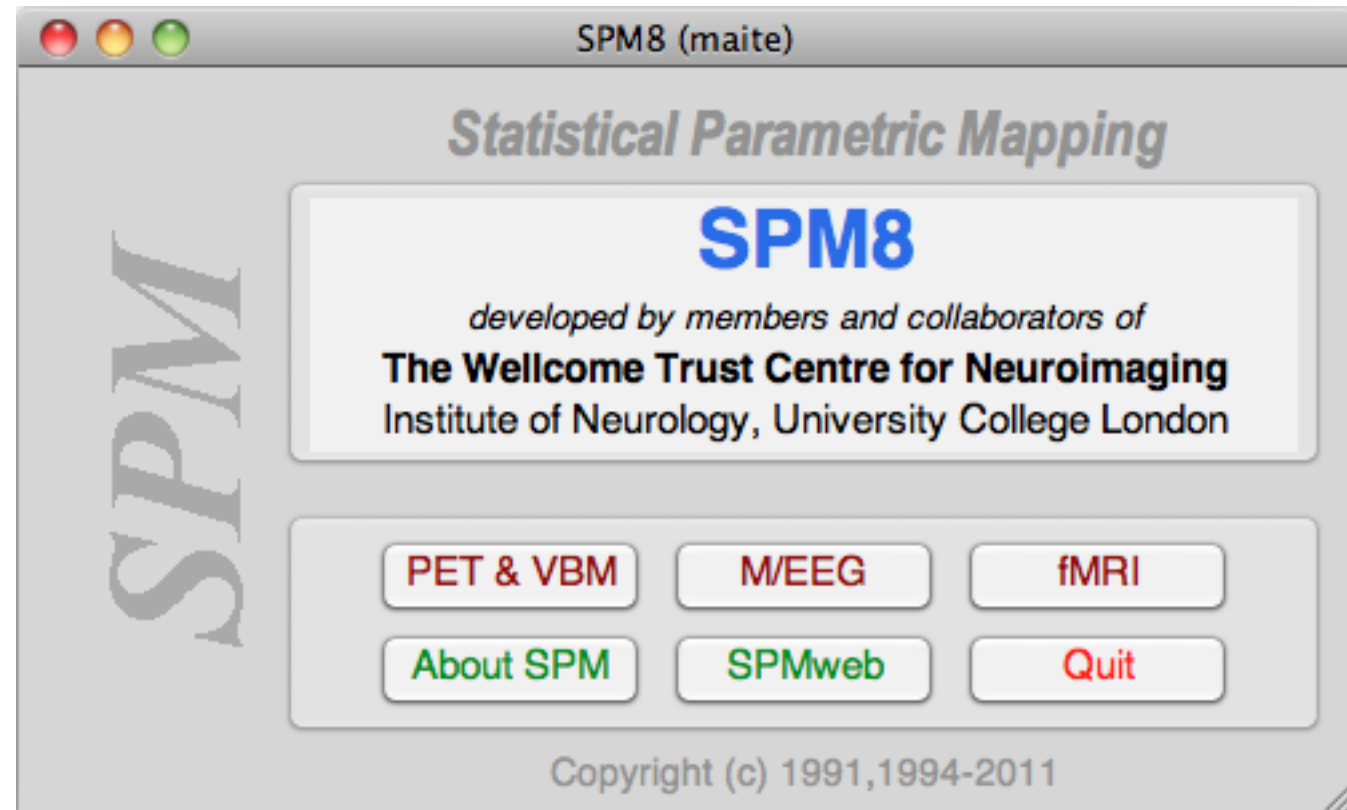 SPM8 (maite)
Statistical Parametric Mapping
SPM
SPM8
developed by members and collaborators of
The Wellcome Trust Centre for Neuroimaging
Institute of Neurology, University College London
PET & VBM M/EEG fMRI
About SPM SPMweb Quit
Copyright (c) 1991,1994-2011